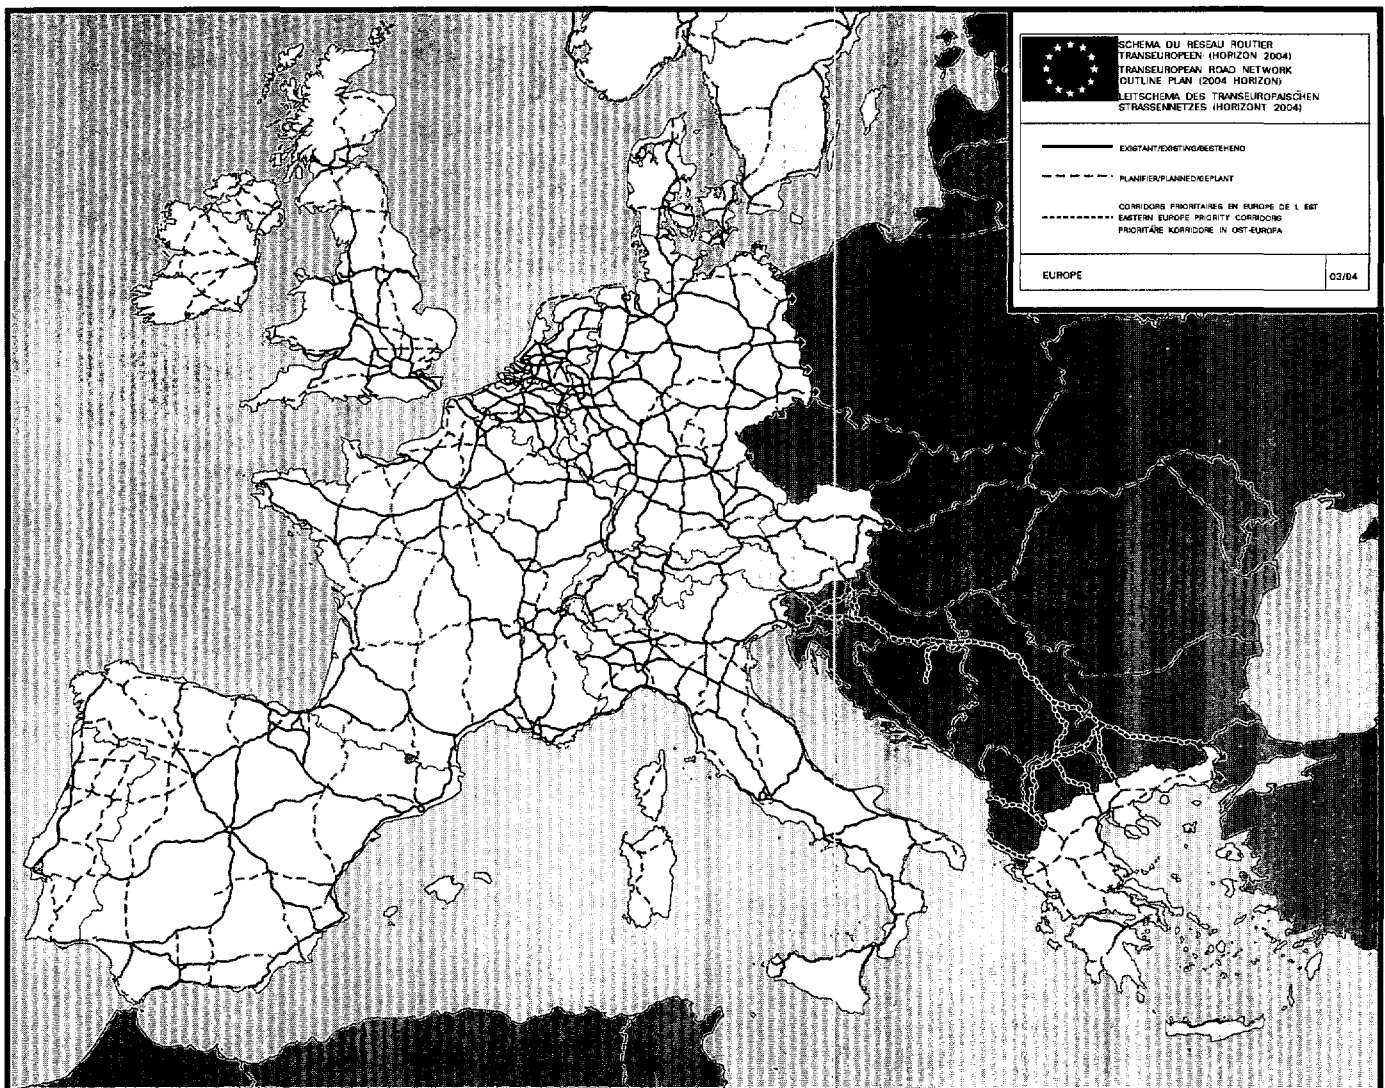 SCHEMA DU RESEAU ROUTIER
TRANSEUROPEEN (HORIZON 2004)
TRANSEUROPEAN ROAD NETWORK
OUTLINE PLAN (2004 HORIZON)
LEITSCHEMA DES TRANSEUROPAISCHEN
STRASSENNETZES (HORIZONT 2004)
EXISTANT/EXISTING/BESTEHEND
PLANIFIER/PLANNED/GEPLANT
CORRIDORS PRIORITAIRES EN EUROPE DE L EST
EASTERN EUROPE PRIORITY CORRIDORS
PRIORITÄRE KORRIDORE IN OST-EUROPA
EUROPE
03/94